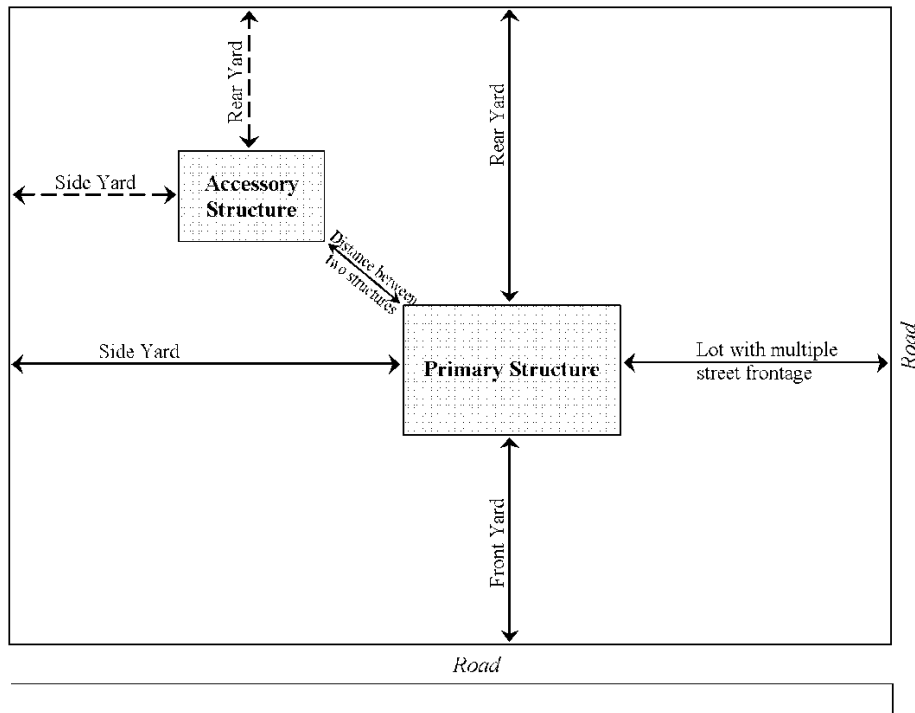 Rear Yard
Rear Yard
Side Yard
Accessory
Structure
Distance between
two structures
Side Yard
Primary Structure
Lot with multiple
street frontage
Road
Front Yard
Road